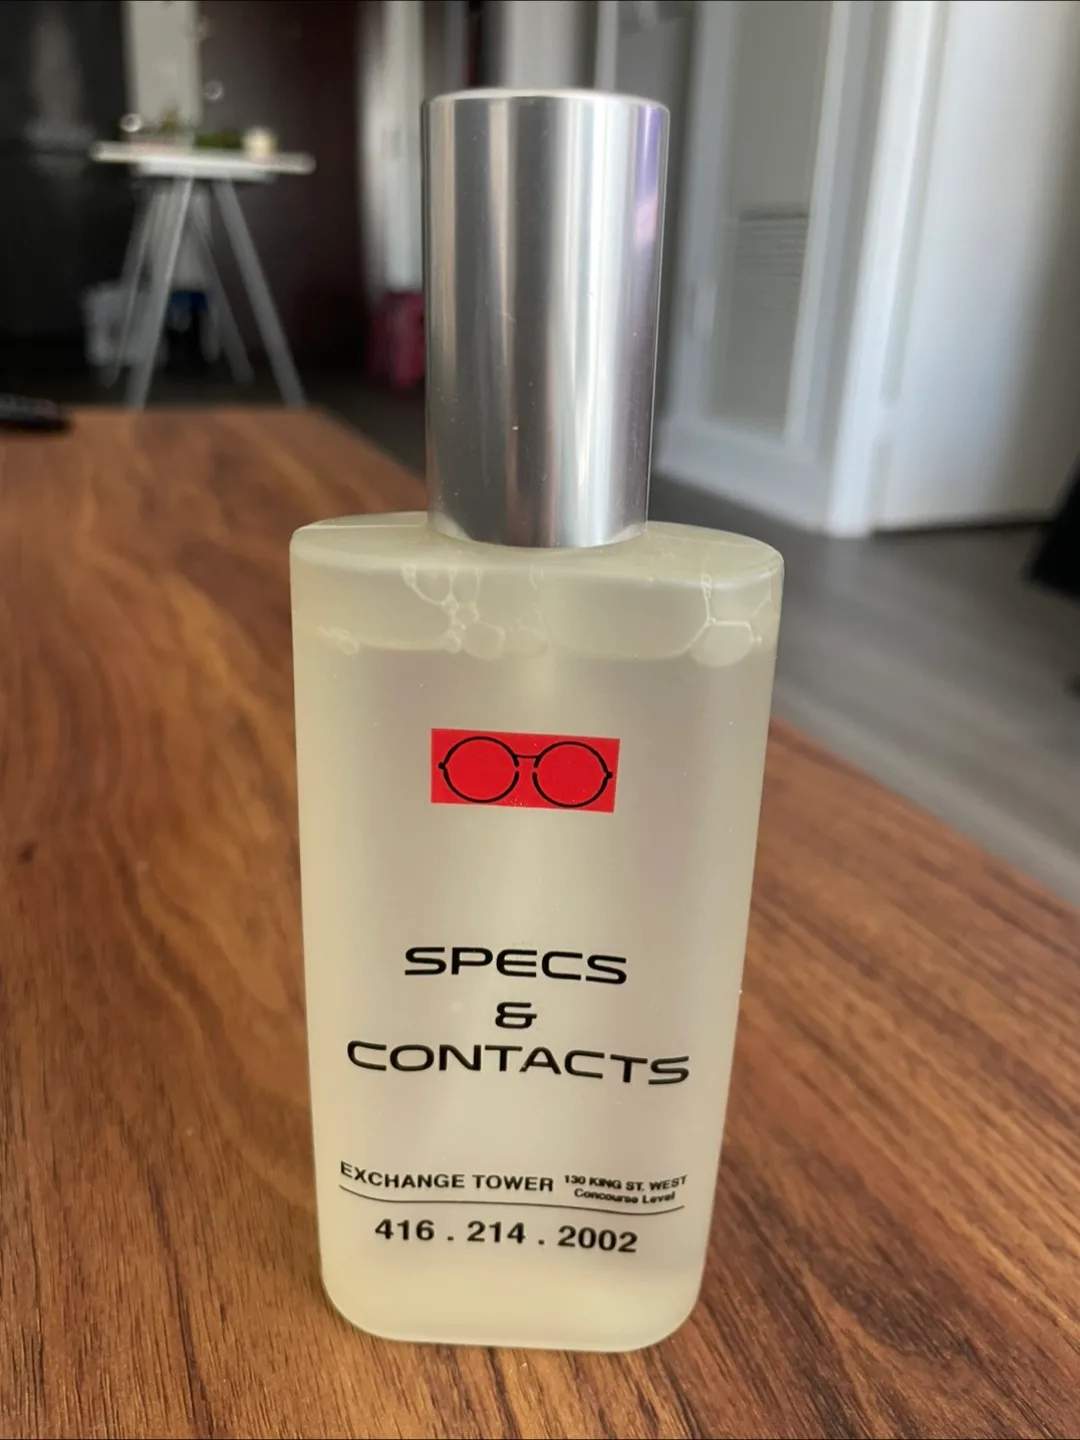 SPECS
&
CONTACTS
EXCHANGE TOWER 130 KING ST. WEST
Concourse Level
416 . 214 . 2002